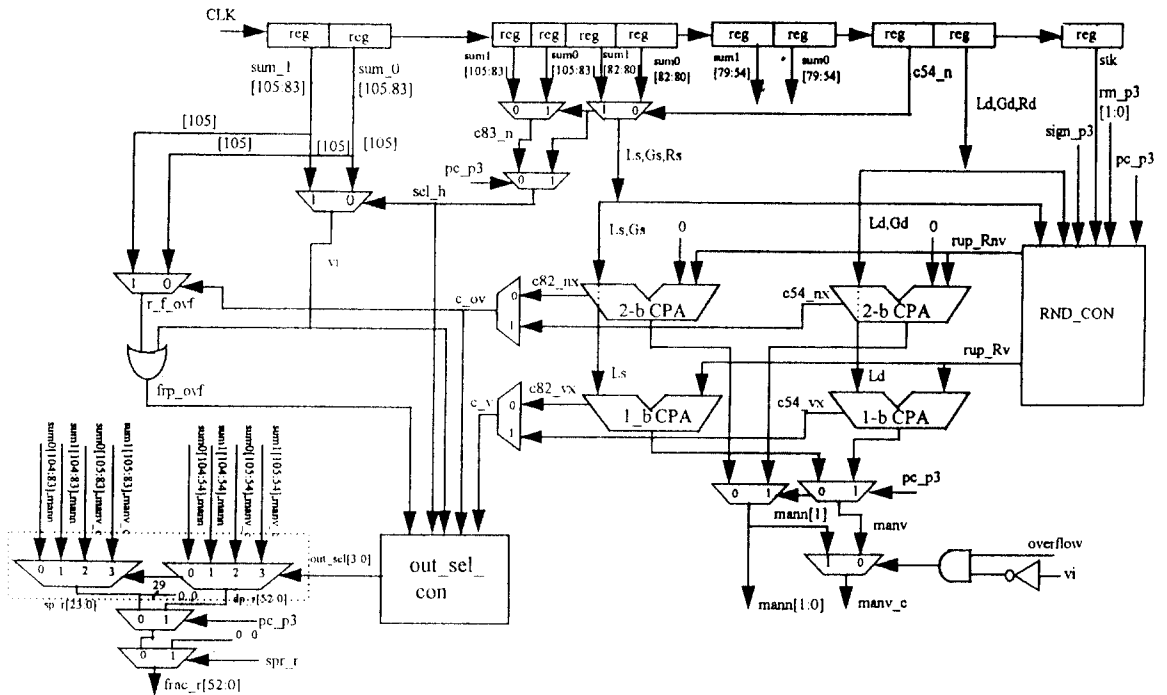 CLK
reg reg reg reg reg reg reg reg reg reg reg
sum_1
[105:83]
sum_0
[105:83]
sum1
[105:83]
sum0
[105:83]
sum1
[82:80]
sum0
[82:80]
sum1
[79:54]
sum0
[79:54]
c54_n
stk
rm_p3
[1:0]
Ld,Gd,Rd
sign_p3
pc_p3
[105]
[105]
[105]
[105]
0 1
1 0
c83_n
pc_p3
0 1
Ls,Gs,Rs
sel_h
1 0
vi
Ls,Gs
0
Ld,Gd
0
rup_Rnv
1 0
r_f_ovf
c_ov
0
1
c82_nx
2-b CPA
c54_nx
2-b CPA
RND_CON
rup_Rv
frp_ovf
c_v
0
1
c82_vx
Ls
1_b CPA
c54_vx
Ld
1-b CPA
sum0[104:83],mann
sum1[104:83],mann
sum0[105:83],manv_c
sum1[105:83],manv_c
sum0[104:54],mann
sum1[104:54],mann
sum0[105:54],manv_c
sum1[105:54],manv_c
0 1
0 1
pc_p3
mann[1]
manv
1 0
overflow
vi
mann[1:0]
manv_c
0 1 2 3
0 1 2 3
out_sel[3:0]
out_sel_
con
29
0_0
sp_r[23:0]
dp_r[52:0]
0 1
pc_p3
0_0
0 1
spr_r
frac_r[52:0]